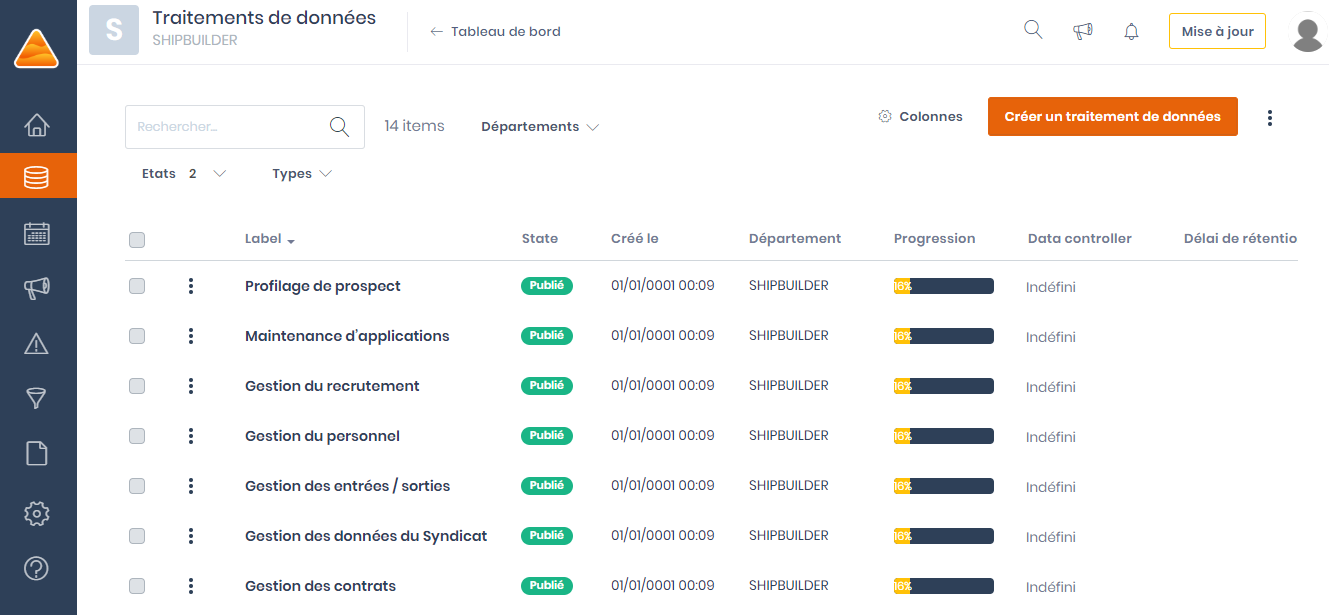 S
Traitements de données
SHIPBUILDER
Tableau de bord
Mise à jour
Rechercher...
14 items
Départements
Colonnes
Créer un traitement de données
Etats 2
Types
Label State Créé le Département Progression Data controller Délai de rétentio
Profilage de prospect Publié 01/01/0001 00:09 SHIPBUILDER 16% Indéfini
Maintenance d'applications Publié 01/01/0001 00:09 SHIPBUILDER 16% Indéfini
Gestion du recrutement Publié 01/01/0001 00:09 SHIPBUILDER 16% Indéfini
Gestion du personnel Publié 01/01/0001 00:09 SHIPBUILDER 16% Indéfini
Gestion des entrées / sorties Publié 01/01/0001 00:09 SHIPBUILDER 16% Indéfini
Gestion des données du Syndicat Publié 01/01/0001 00:09 SHIPBUILDER 16% Indéfini
Gestion des contrats Publié 01/01/0001 00:09 SHIPBUILDER 16% Indéfini